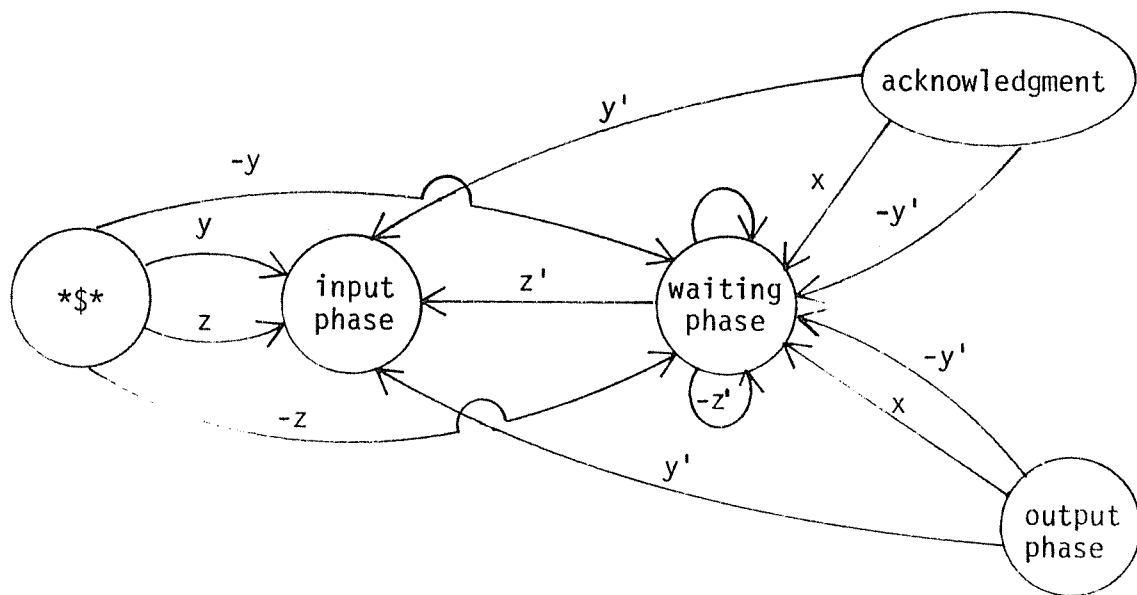 acknowledgment
y'
-y
x
y
-y'
*$*
input
phase
z'
waiting
phase
z
-y'
-z'
x
-z
y'
output
phase